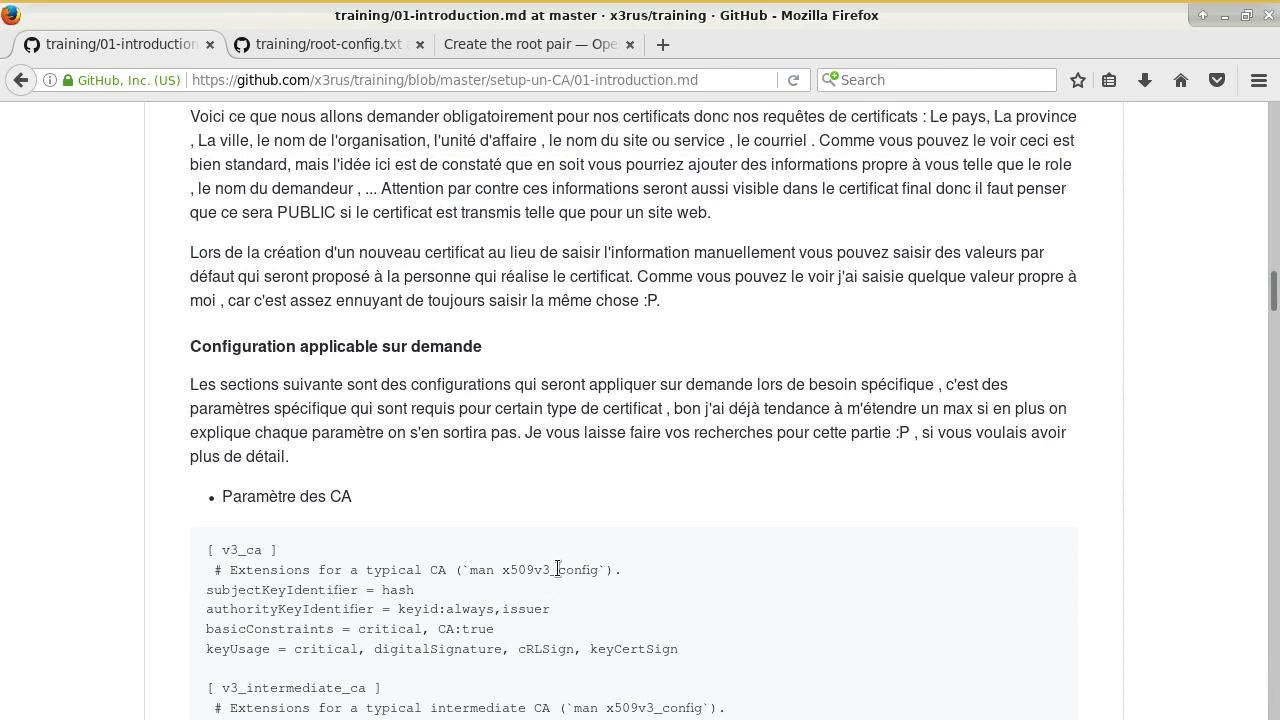 training/01-introduction.md at master · x3rus/training · GitHub - Mozilla Firefox
training/01-introduction
training/root-config.txt
Create the root pair — Ope
GitHub, Inc. (US)
https://github.com/x3rus/training/blob/master/setup-un-CA/01-introduction.md
Search
Voici ce que nous allons demander obligatoirement pour nos certificats donc nos requêtes de certificats : Le pays, La province
, La ville, le nom de l'organisation, l'unité d'affaire , le nom du site ou service , le courriel . Comme vous pouvez le voir ceci est
bien standard, mais l'idée ici est de constaté que en soit vous pourriez ajouter des informations propre à vous telle que le role
, le nom du demandeur , ... Attention par contre ces informations seront aussi visible dans le certificat final donc il faut penser
que ce sera PUBLIC si le certificat est transmis telle que pour un site web.
Lors de la création d'un nouveau certificat au lieu de saisir l'information manuellement vous pouvez saisir des valeurs par
défaut qui seront proposé à la personne qui réalise le certificat. Comme vous pouvez le voir j'ai saisie quelque valeur propre à
moi , car c'est assez ennuyant de toujours saisir la même chose :P.
Configuration applicable sur demande
Les sections suivante sont des configurations qui seront appliquer sur demande lors de besoin spécifique , c'est des
paramètres spécifique qui sont requis pour certain type de certificat , bon j'ai déjà tendance à m'étendre un max si en plus on
explique chaque paramètre on s'en sortira pas. Je vous laisse faire vos recherches pour cette partie :P , si vous voulais avoir
plus de détail.
• Paramètre des CA
[ v3_ca ]
# Extensions for a typical CA (`man x509v3_config`).
subjectKeyIdentifier = hash
authorityKeyIdentifier = keyid:always,issuer
basicConstraints = critical, CA:true
keyUsage = critical, digitalSignature, cRLSign, keyCertSign
[ v3_intermediate_ca ]
# Extensions for a typical intermediate CA (`man x509v3_config`).